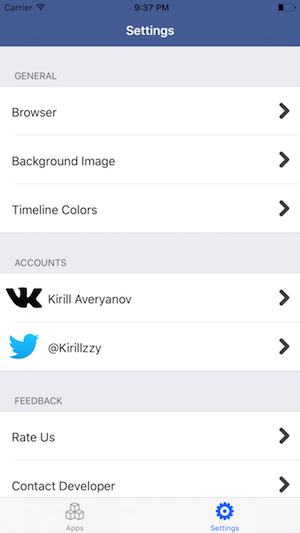 Carrier 9:37 PM
Settings
GENERAL
Browser
Background Image
Timeline Colors
ACCOUNTS
VK Kirill Averyanov
@Kirillzzy
FEEDBACK
Rate Us
Contact Developer
Apps Settings